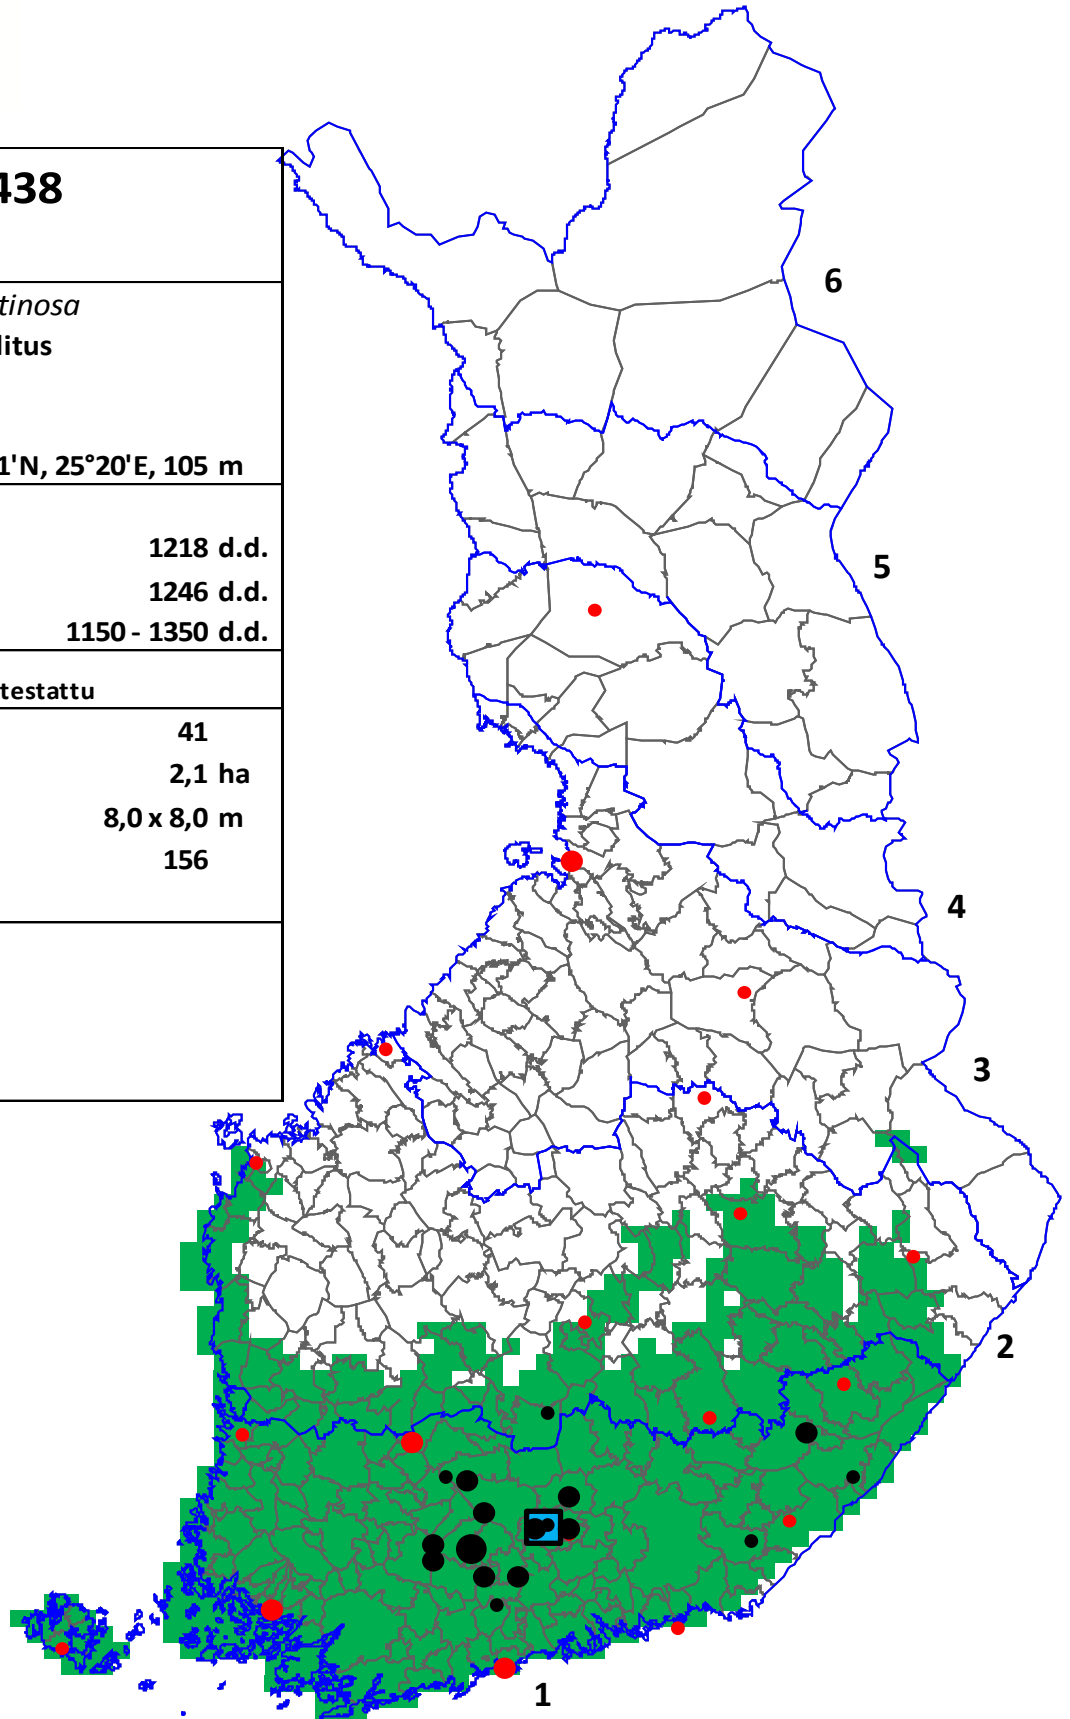 438
tinosa
litus
1'N, 25°20'E, 105 m
1218 d.d.
1246 d.d.
1150 - 1350 d.d.
testattu
41
2,1 ha
8,0 x 8,0 m
156
6
5
4
3
2
1